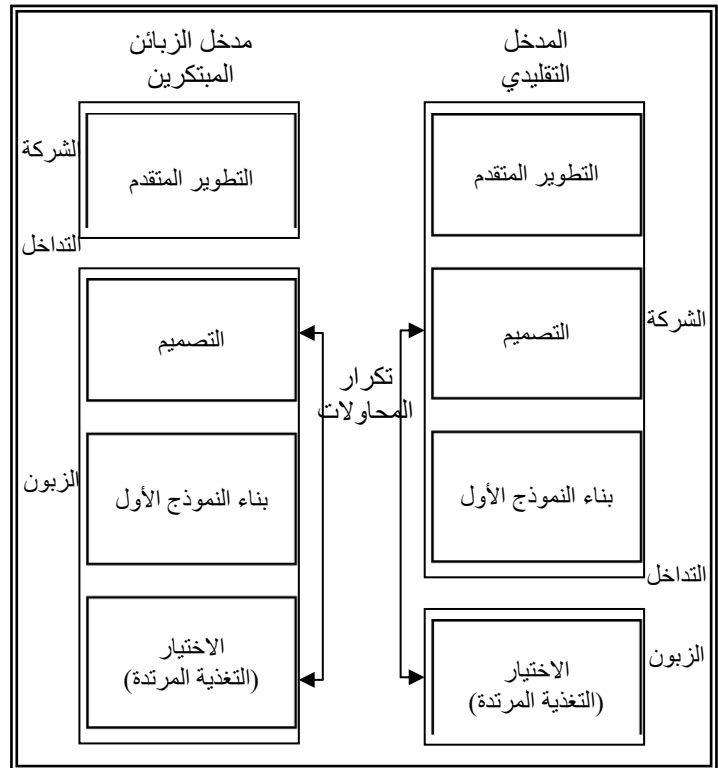 المدخل
التقليدي
مدخل الزبائن
المبتكرين
التطوير المتقدم
التصميم
بناء النموذج الأول
الاختيار
(التغذية المرتدة)
الشركة
التداخل
الزبون
تكرار
المحاولات
التطوير المتقدم
التصميم
بناء النموذج الأول
الاختيار
(التغذية المرتدة)
الشركة
التداخل
الزبون